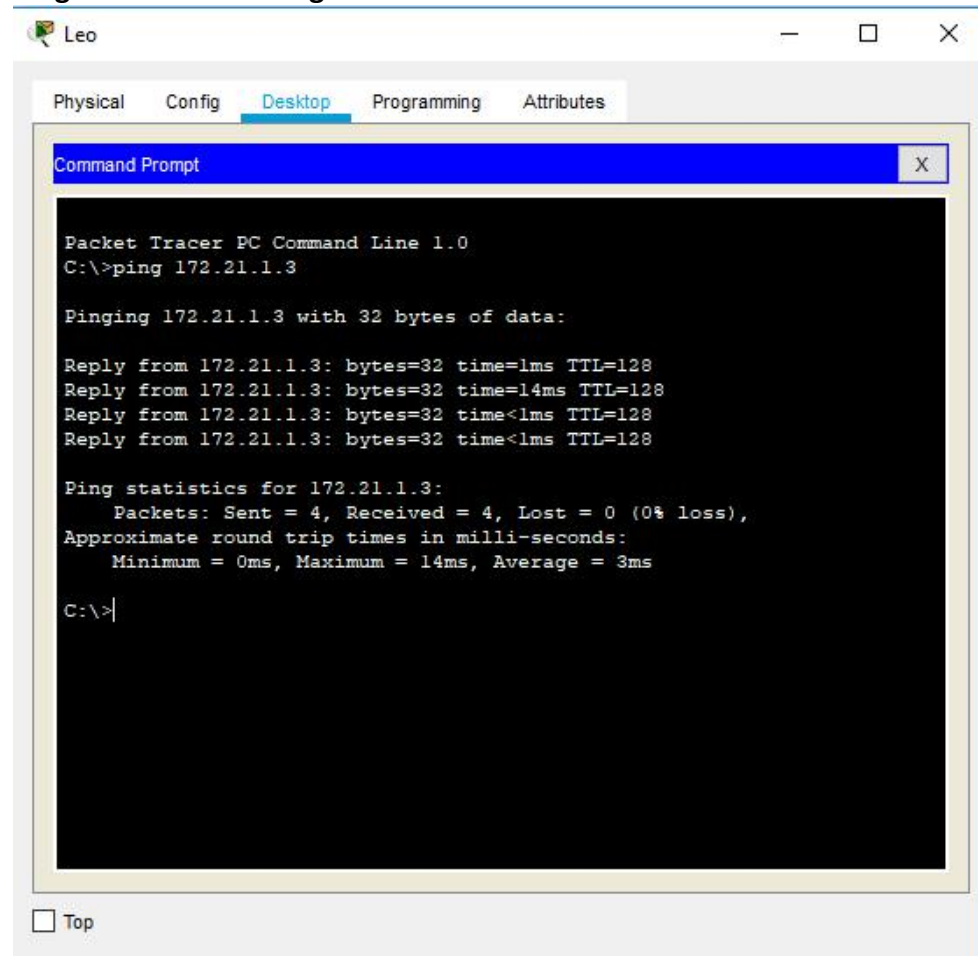 Leo
Physical Config Desktop Programming Attributes
Command Prompt X
Packet Tracer PC Command Line 1.0
C:\>ping 172.21.1.3
Pinging 172.21.1.3 with 32 bytes of data:
Reply from 172.21.1.3: bytes=32 time=1ms TTL=128
Reply from 172.21.1.3: bytes=32 time=14ms TTL=128
Reply from 172.21.1.3: bytes=32 time<1ms TTL=128
Reply from 172.21.1.3: bytes=32 time<1ms TTL=128
Ping statistics for 172.21.1.3:
Packets: Sent = 4, Received = 4, Lost = 0 (0% loss),
Approximate round trip times in milli-seconds:
Minimum = 0ms, Maximum = 14ms, Average = 3ms
C:\>
Top